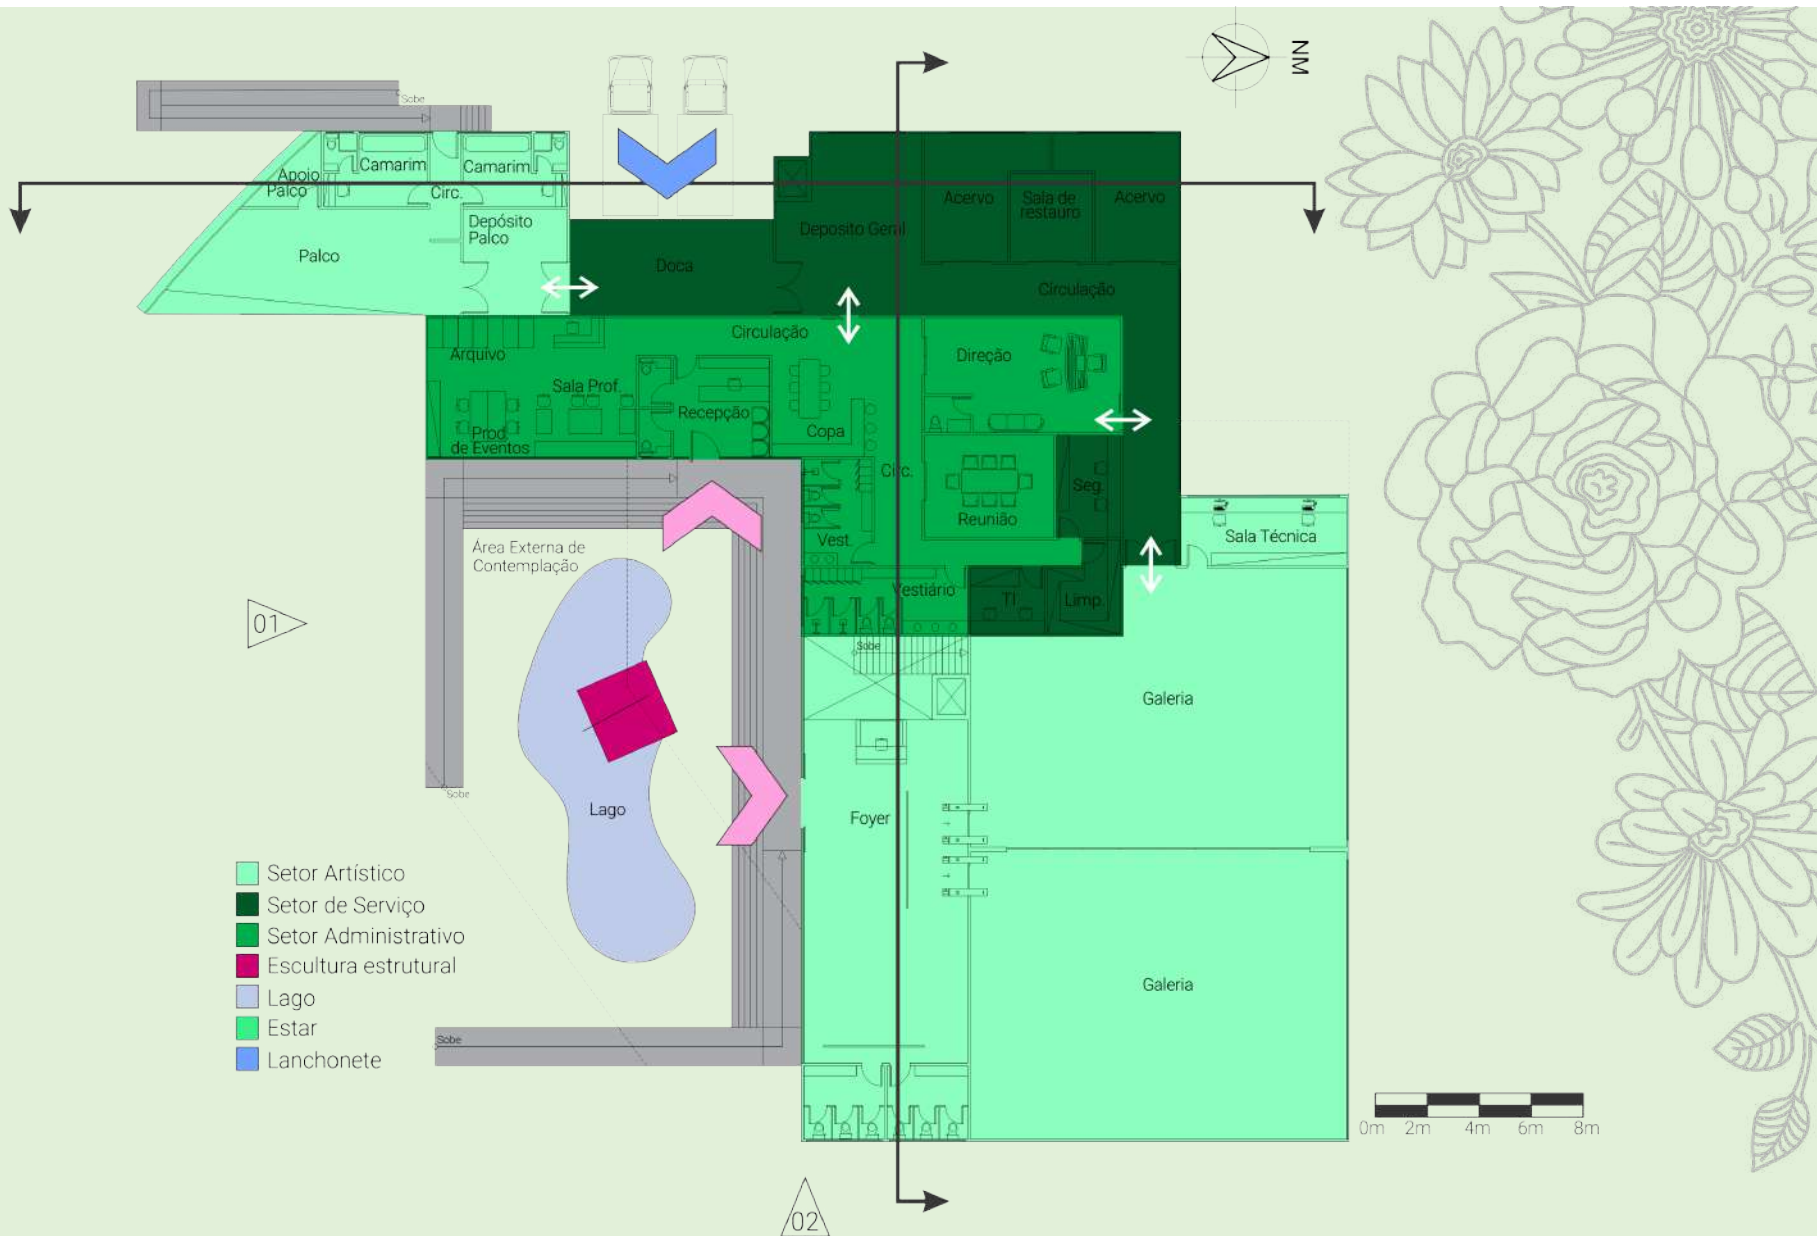 NM
Sobe
Camarim
Camarim
Apoio
Palco
Circ.
Depósito
Palco
Palco
Doca
Deposito Geral
Acervo
Sala de
restauro
Acervo
Circulação
Circulação
Arquivo
Sala Prof.
Prod.
de Eventos
Recepção
Copa
Direção
Circ.
Reunião
Seg.
Vest.
Vestiário
TI
Limp.
Sala Técnica
Área Externa de
Contemplação
01
Sobe
Galeria
Sobe
Lago
Foyer
Galeria
Sobe
Setor Artístico
Setor de Serviço
Setor Administrativo
Escultura estrutural
Lago
Estar
Lanchonete
0m 2m 4m 6m 8m
02